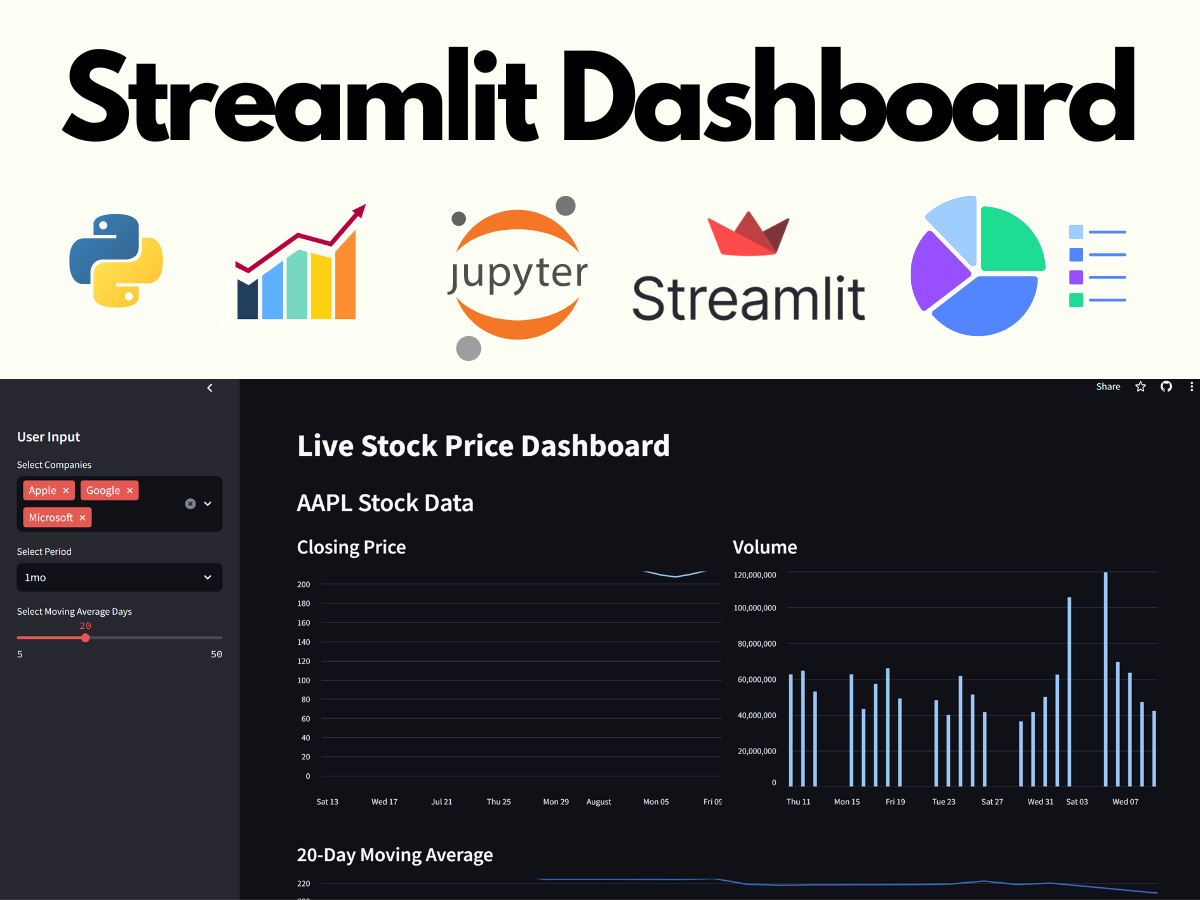 Streamlit Dashboard
jupyter
Streamlit
Share
User Input
Select Companies
Apple × Google ×
Microsoft ×
Select Period
1mo
Select Moving Average Days
20
5 50
Live Stock Price Dashboard
AAPL Stock Data
Closing Price
200
180
160
140
120
100
80
60
40
20
0
Sat 13 Wed 17 Jul 21 Thu 25 Mon 29 August Mon 05 Fri 09
Volume
120,000,000
100,000,000
80,000,000
60,000,000
40,000,000
20,000,000
0
Thu 11 Mon 15 Fri 19 Tue 23 Sat 27 Wed 31 Sat 03 Wed 07
20-Day Moving Average
220